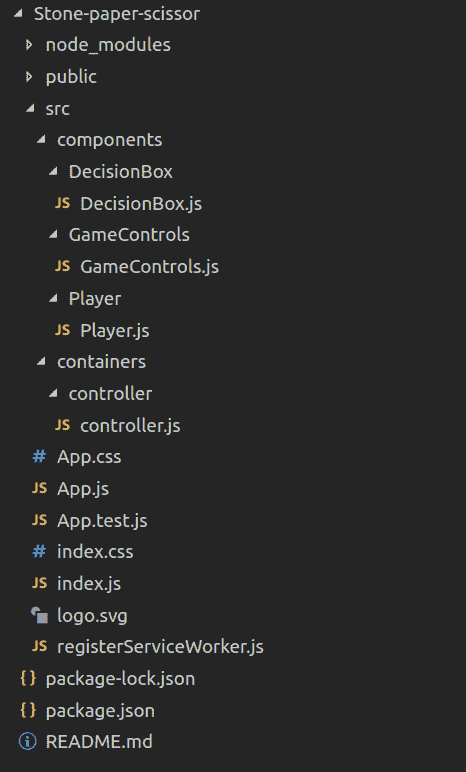 Stone-paper-scissor
node_modules
public
src
components
DecisionBox
JS DecisionBox.js
GameControls
JS GameControls.js
Player
JS Player.js
containers
controller
JS controller.js
# App.css
JS App.js
JS App.test.js
# index.css
JS index.js
logo.svg
JS registerServiceWorker.js
{} package-lock.json
{} package.json
README.md